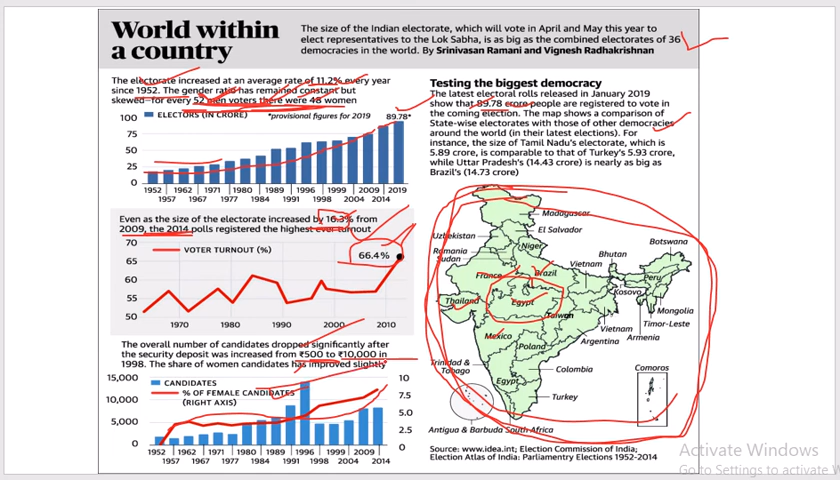 World within
a country
The size of the Indian electorate, which will vote in April and May this year to
elect representatives to the Lok Sabha, is as big as the combined electorates of 36
democracies in the world. By Srinivasan Ramani and Vignesh Radhakrishnan
The electorate increased at an average rate of 11.2% every year
since 1952. The gender ratio has remained constant but
skewed for every 52 men voters there were 48 women
ELECTORS (IN CRORE)
*provisional figures for 2019
89.78*
100
75
50
25
0
1952 1962 1971 1980 1991 1998 2004 2014
1957 1967 1977 1984 1996 1999 2009 2019
Even as the size of the electorate increased by 16.3% from
2009, the 2014 polls registered the highest ever turnout
VOTER TURNOUT (%)
66.4%
70
65
60
55
50
1970 1980 1990 2000 2010
The overall number of candidates dropped significantly after
the security deposit was increased from ₹500 to ₹10,000 in
1998. The share of women candidates has improved slightly
CANDIDATES
% OF FEMALE CANDIDATES
(RIGHT AXIS)
15,000
10,000
5,000
0
10
7.5
5.0
2.5
0
1952 1962 1971 1980 1991 1998 2004 2014
1957 1967 1977 1984 1996 1999 2009
Testing the biggest democracy
The latest electoral rolls released in January 2019
show that 89.78 crore people are registered to vote in
the coming election. The map shows a comparison of
State-wise electorates with those of other democracies
around the world (in their latest elections). For
instance, the size of Tamil Nadu's electorate, which is
5.89 crore, is comparable to that of Turkey's 5.93 crore,
while Uttar Pradesh's (14.43 crore) is nearly as big as
Brazil's (14.73 crore)
Madagascar
El Salvador
Uzbekistan
Niger
Botswana
Romania
Sudan
Bhutan
Vietnam
France
Brazil
Peru
Kosovo
Thailand
Egypt
Mongolia
Taiwan
Timor-Leste
Vietnam
Mexico
Argentina
Armenia
Poland
Trinidad &
Tobago
Colombia
Comoros
Egypt
Turkey
Antigua & Barbuda
South Africa
Source: www.idea.int; Election Commission of India;
Election Atlas of India: Parliamentry Elections 1952-2014
Activate Windows
Go to Settings to activate W